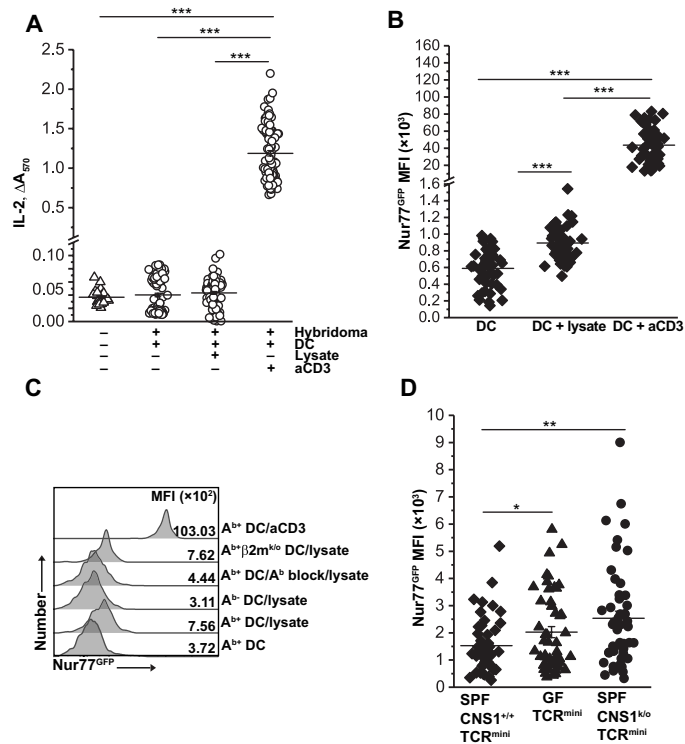 A
***
***
***
2.5
2.0
1.5
1.0
0.10
0.05
0.00
IL-2, ΔA570
– + + + Hybridoma
– + + + DC
– – + – Lysate
– – – + aCD3
B
***
***
***
160
140
120
100
80
60
40
20
1.6
1.4
1.2
1.0
0.8
0.6
0.4
0.2
0.0
Nur77GFP MFI (×10³)
DC DC + lysate DC + aCD3
C
MFI (×10²)
103.03 Ab+ DC/aCD3
7.62 Ab+β2mk/o DC/lysate
4.44 Ab+ DC/Ab block/lysate
3.11 Ab- DC/lysate
7.56 Ab+ DC/lysate
3.72 Ab+ DC
Number
Nur77GFP
D
**
*
10
9
8
7
6
5
4
3
2
1
0
Nur77GFP MFI (×10³)
SPF
CNS1+/+
TCRmini
GF
TCRmini
SPF
CNS1k/o
TCRmini